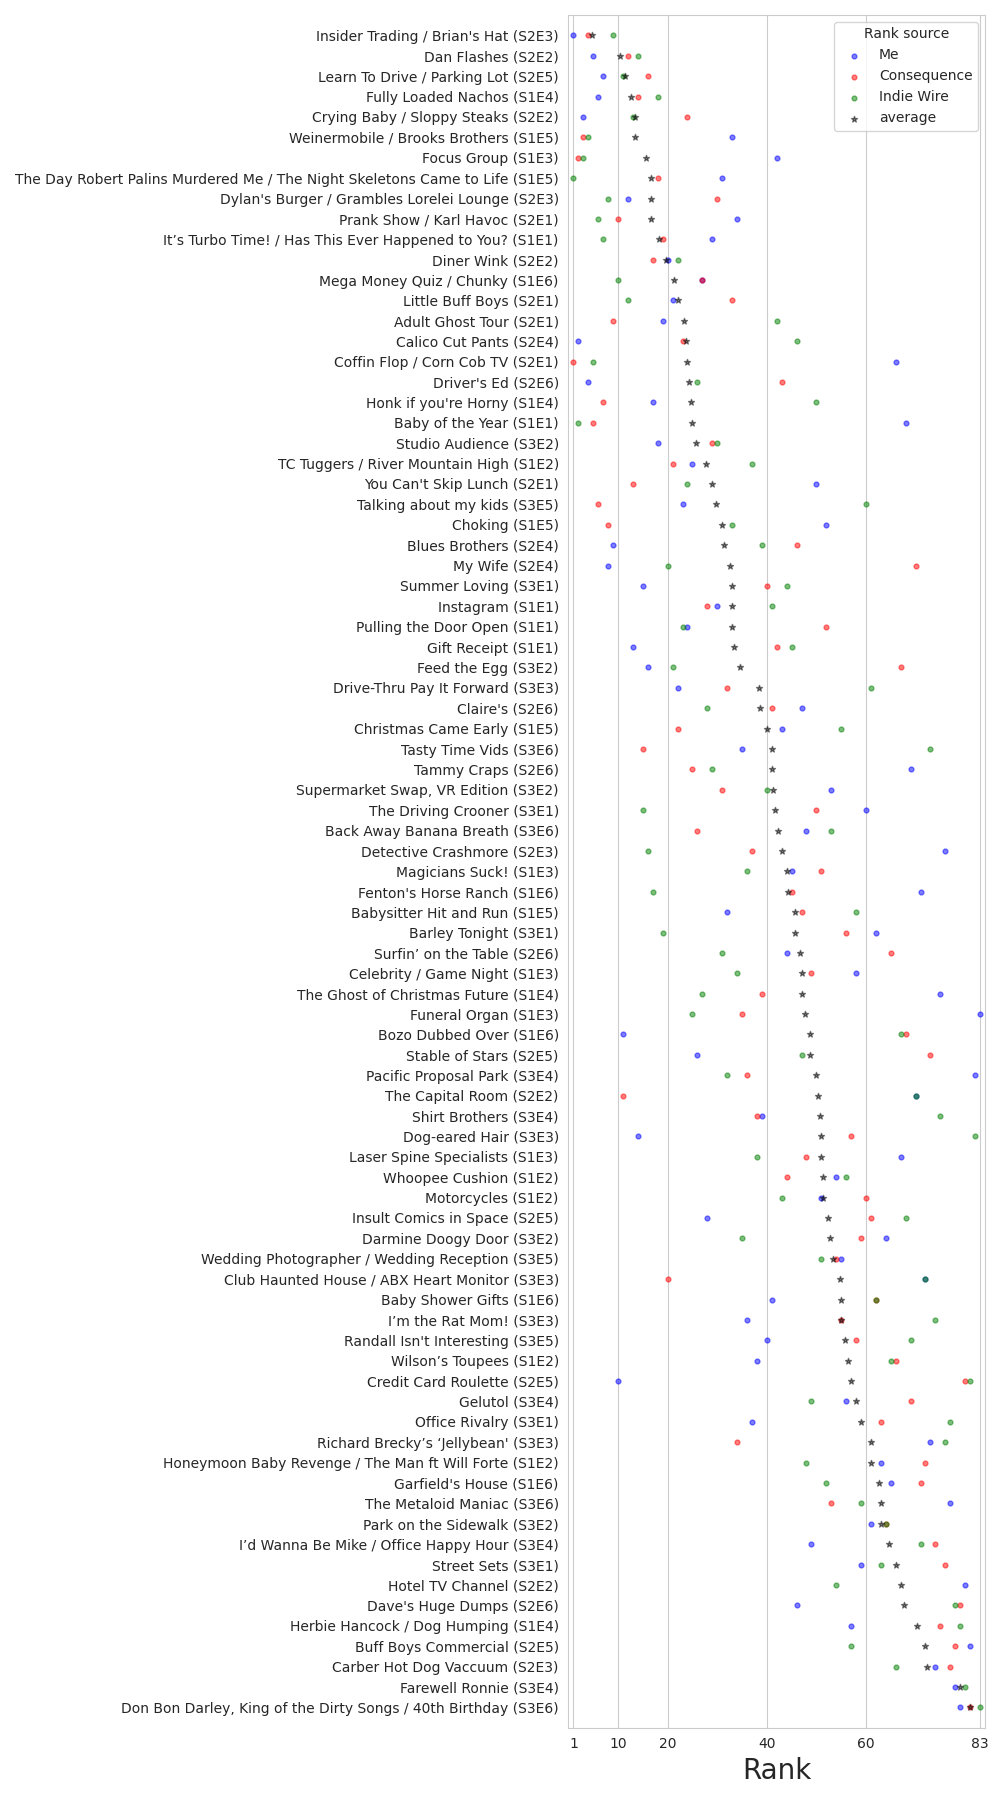 Insider Trading / Brian's Hat (S2E3)
Dan Flashes (S2E2)
Learn To Drive / Parking Lot (S2E5)
Fully Loaded Nachos (S1E4)
Crying Baby / Sloppy Steaks (S2E2)
Weinermobile / Brooks Brothers (S1E5)
Focus Group (S1E3)
The Day Robert Palins Murdered Me / The Night Skeletons Came to Life (S1E5)
Dylan's Burger / Grambles Lorelei Lounge (S2E3)
Prank Show / Karl Havoc (S2E1)
It’s Turbo Time! / Has This Ever Happened to You? (S1E1)
Diner Wink (S2E2)
Mega Money Quiz / Chunky (S1E6)
Little Buff Boys (S2E1)
Adult Ghost Tour (S2E1)
Calico Cut Pants (S2E4)
Coffin Flop / Corn Cob TV (S2E1)
Driver's Ed (S2E6)
Honk if you're Horny (S1E4)
Baby of the Year (S1E1)
Studio Audience (S3E2)
TC Tuggers / River Mountain High (S1E2)
You Can't Skip Lunch (S2E1)
Talking about my kids (S3E5)
Choking (S1E5)
Blues Brothers (S2E4)
My Wife (S2E4)
Summer Loving (S3E1)
Instagram (S1E1)
Pulling the Door Open (S1E1)
Gift Receipt (S1E1)
Feed the Egg (S3E2)
Drive-Thru Pay It Forward (S3E3)
Claire's (S2E6)
Christmas Came Early (S1E5)
Tasty Time Vids (S3E6)
Tammy Craps (S2E6)
Supermarket Swap, VR Edition (S3E2)
The Driving Crooner (S3E1)
Back Away Banana Breath (S3E6)
Detective Crashmore (S2E3)
Magicians Suck! (S1E3)
Fenton's Horse Ranch (S1E6)
Babysitter Hit and Run (S1E5)
Barley Tonight (S3E1)
Surfin’ on the Table (S2E6)
Celebrity / Game Night (S1E3)
The Ghost of Christmas Future (S1E4)
Funeral Organ (S1E3)
Bozo Dubbed Over (S1E6)
Stable of Stars (S2E5)
Pacific Proposal Park (S3E4)
The Capital Room (S2E2)
Shirt Brothers (S3E4)
Dog-eared Hair (S3E3)
Laser Spine Specialists (S1E3)
Whoopee Cushion (S1E2)
Motorcycles (S1E2)
Insult Comics in Space (S2E5)
Darmine Doogy Door (S3E2)
Wedding Photographer / Wedding Reception (S3E5)
Club Haunted House / ABX Heart Monitor (S3E3)
Baby Shower Gifts (S1E6)
I’m the Rat Mom! (S3E3)
Randall Isn't Interesting (S3E5)
Wilson’s Toupees (S1E2)
Credit Card Roulette (S2E5)
Gelutol (S3E4)
Office Rivalry (S3E1)
Richard Brecky’s ‘Jellybean' (S3E3)
Honeymoon Baby Revenge / The Man ft Will Forte (S1E2)
Garfield's House (S1E6)
The Metaloid Maniac (S3E6)
Park on the Sidewalk (S3E2)
I’d Wanna Be Mike / Office Happy Hour (S3E4)
Street Sets (S3E1)
Hotel TV Channel (S2E2)
Dave's Huge Dumps (S2E6)
Herbie Hancock / Dog Humping (S1E4)
Buff Boys Commercial (S2E5)
Carber Hot Dog Vaccuum (S2E3)
Farewell Ronnie (S3E4)
Don Bon Darley, King of the Dirty Songs / 40th Birthday (S3E6)
Rank source
Me
Consequence
Indie Wire
average
1 10 20 40 60 83
Rank